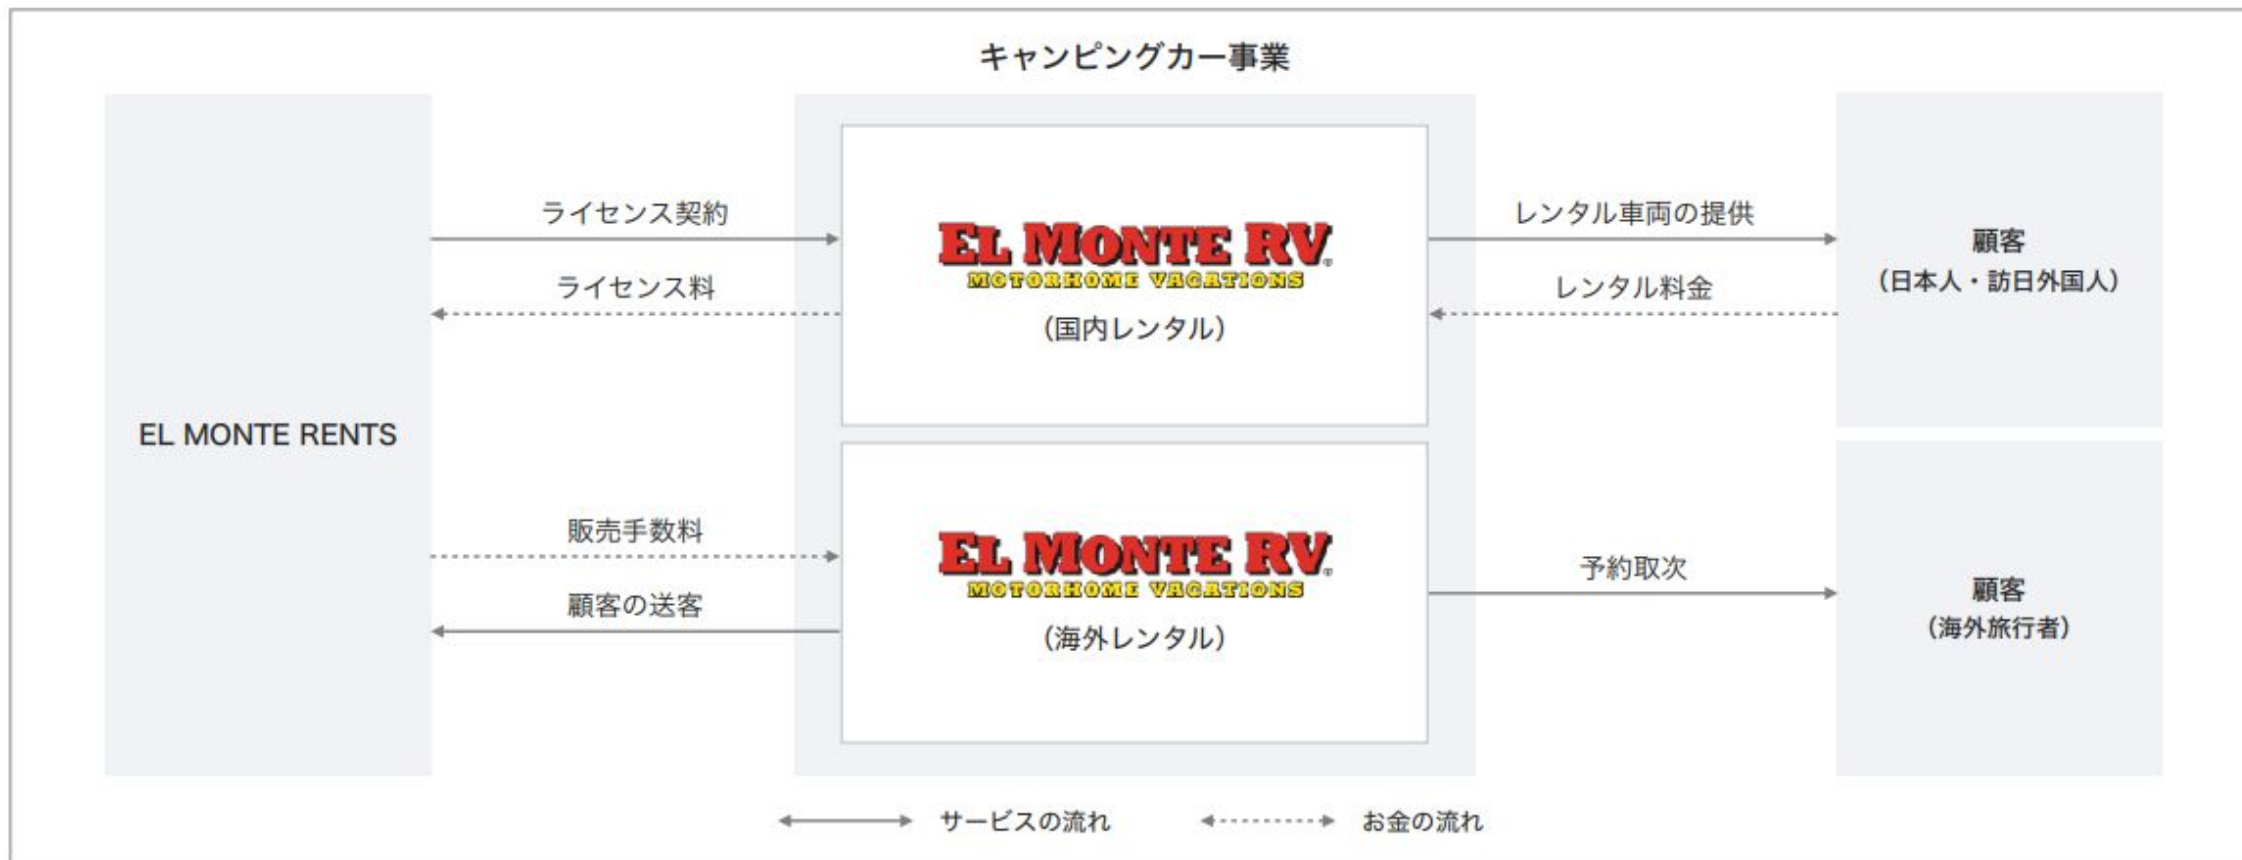 キャンピングカー事業
ライセンス契約
ライセンス料
EL MONTE RENTS
販売手数料
顧客の送客
EL MONTE RV®
MOTORHOME VACATIONS
（国内レンタル）
EL MONTE RV®
MOTORHOME VACATIONS
（海外レンタル）
レンタル車両の提供
レンタル料金
予約取次
顧客
（日本人・訪日外国人）
顧客
（海外旅行者）
サービスの流れ
お金の流れ